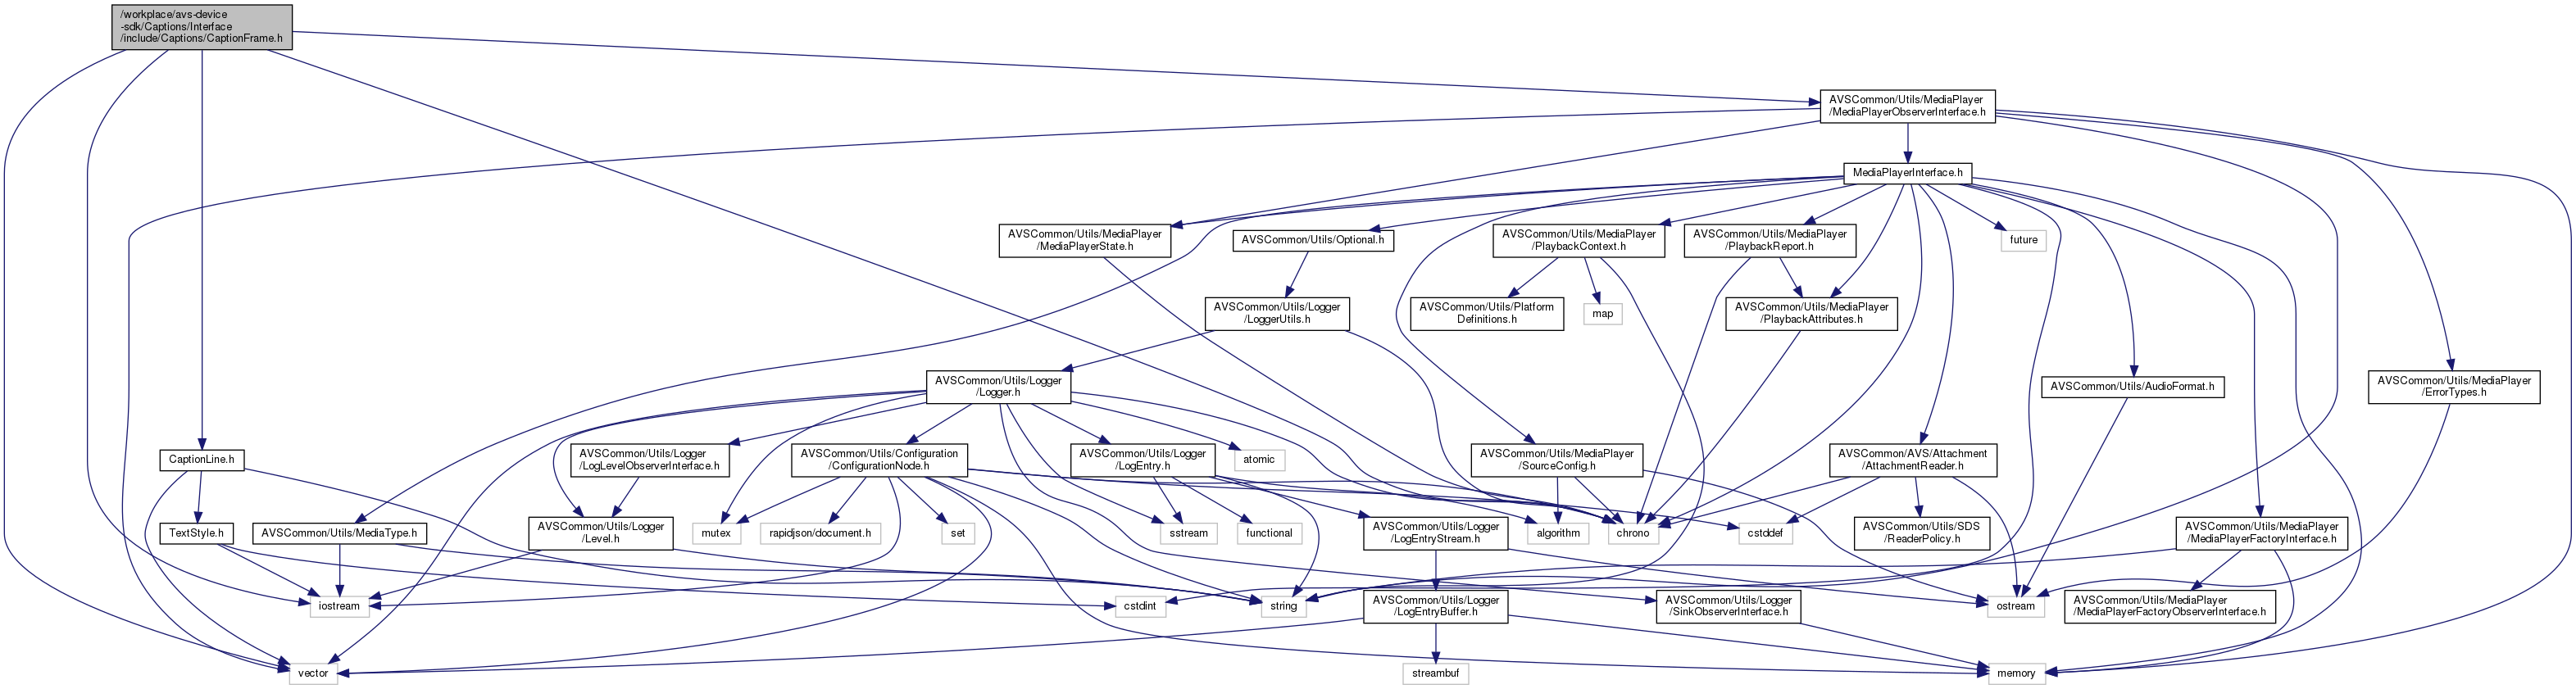 /workplace/avs-device
-sdk/Captions/Interface
/include/Captions/CaptionFrame.h
AVSCommon/Utils/MediaPlayer
/MediaPlayerObserverInterface.h
MediaPlayerInterface.h
AVSCommon/Utils/MediaPlayer
/MediaPlayerState.h
AVSCommon/Utils/Optional.h
AVSCommon/Utils/MediaPlayer
/PlaybackContext.h
AVSCommon/Utils/MediaPlayer
/PlaybackReport.h
future
AVSCommon/Utils/Logger
/LoggerUtils.h
AVSCommon/Utils/Platform
Definitions.h
map
AVSCommon/Utils/MediaPlayer
/PlaybackAttributes.h
AVSCommon/Utils/Logger
/Logger.h
AVSCommon/Utils/AudioFormat.h
AVSCommon/Utils/MediaPlayer
/ErrorTypes.h
CaptionLine.h
AVSCommon/Utils/Logger
/LogLevelObserverInterface.h
AVSCommon/Utils/Configuration
/ConfigurationNode.h
AVSCommon/Utils/Logger
/LogEntry.h
atomic
AVSCommon/Utils/MediaPlayer
/SourceConfig.h
AVSCommon/AVS/Attachment
/AttachmentReader.h
TextStyle.h
AVSCommon/Utils/MediaType.h
AVSCommon/Utils/Logger
/Level.h
mutex
rapidjson/document.h
set
sstream
functional
AVSCommon/Utils/Logger
/LogEntryStream.h
algorithm
chrono
cstddef
AVSCommon/Utils/SDS
/ReaderPolicy.h
AVSCommon/Utils/MediaPlayer
/MediaPlayerFactoryInterface.h
iostream
cstdint
string
AVSCommon/Utils/Logger
/LogEntryBuffer.h
AVSCommon/Utils/Logger
/SinkObserverInterface.h
ostream
AVSCommon/Utils/MediaPlayer
/MediaPlayerFactoryObserverInterface.h
vector
streambuf
memory